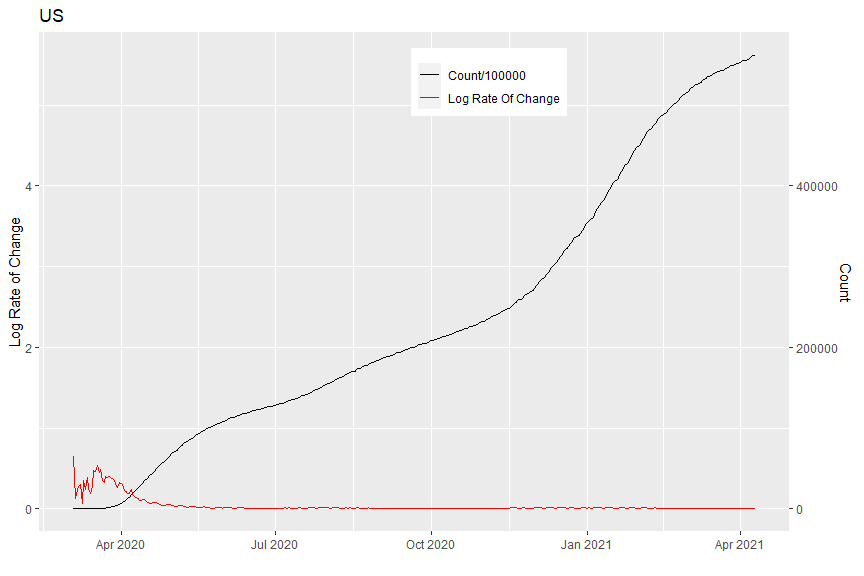 US
Count/100000
Log Rate Of Change
4
2
0
Log Rate of Change
400000
200000
0
Count
Apr 2020
Jul 2020
Oct 2020
Jan 2021
Apr 2021